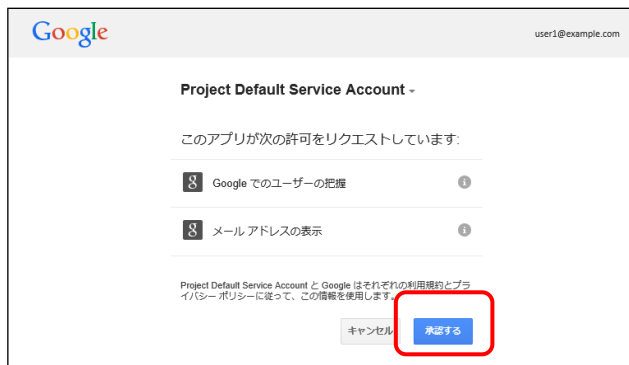 Google
user1@example.com
Project Default Service Account
このアプリが次の許可をリクエストしています:
g Google でのユーザーの把握 i
g メール アドレスの表示 i
Project Default Service Account と Google はそれぞれの利用規約とプラ
イバシー ポリシーに従って、この情報を使用します。
キャンセル 承認する